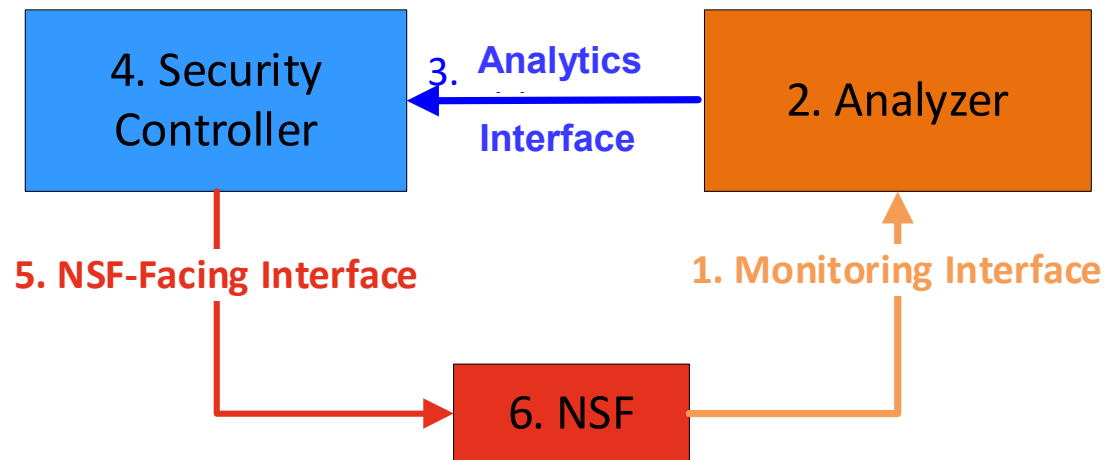 4. Security
Controller
3. Analytics
Interface
2. Analyzer
5. NSF-Facing Interface
1. Monitoring Interface
6. NSF